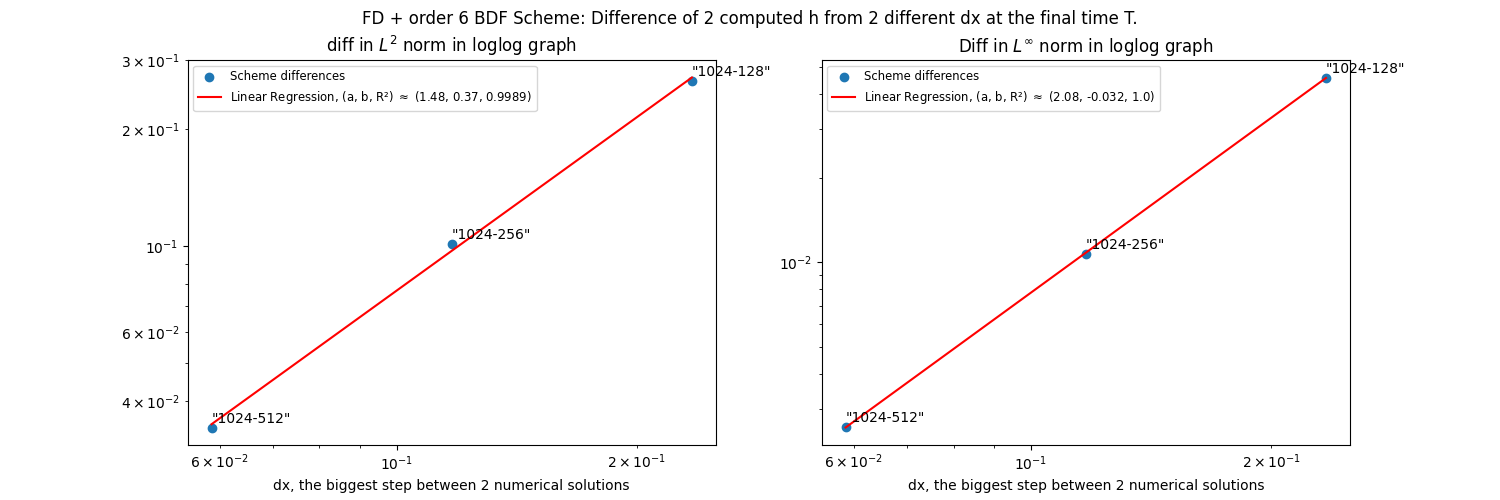 FD + order 6 BDF Scheme: Difference of 2 computed h from 2 different dx at the final time T.
diff in $L^2$ norm in loglog graph
3 × 10⁻¹
Scheme differences
Linear Regression, (a, b, R²) ≈ (1.48, 0.37, 0.9989)
"1024-128"
2 × 10⁻¹
"1024-256"
10⁻¹
6 × 10⁻²
4 × 10⁻²
"1024-512"
6 × 10⁻²
10⁻¹
2 × 10⁻¹
dx, the biggest step between 2 numerical solutions
Diff in $L^\infty$ norm in loglog graph
Scheme differences
Linear Regression, (a, b, R²) ≈ (2.08, -0.032, 1.0)
"1024-128"
"1024-256"
10⁻²
"1024-512"
6 × 10⁻²
10⁻¹
2 × 10⁻¹
dx, the biggest step between 2 numerical solutions